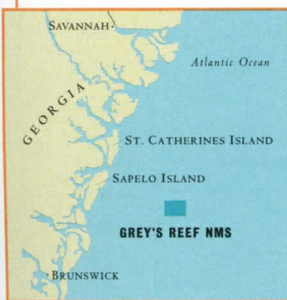 SAVANNAH
Atlantic Ocean
GEORGIA
ST. CATHERINES ISLAND
SAPELO ISLAND
GREY'S REEF NMS
BRUNSWICK